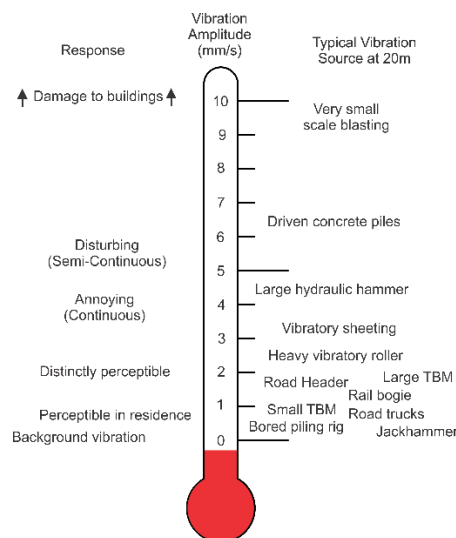 Response
Vibration
Amplitude
(mm/s)
Typical Vibration
Source at 20m
Damage to buildings
10
Very small
scale blasting
9
8
7
Driven concrete piles
6
Disturbing
(Semi-Continuous)
5
Large hydraulic hammer
Annoying
(Continuous)
4
Vibratory sheeting
3
Heavy vibratory roller
Distinctly perceptible
2
Large TBM
Road Header
Rail bogie
Perceptible in residence
1
Small TBM
Road trucks
Bored piling rig
Jackhammer
Background vibration
0